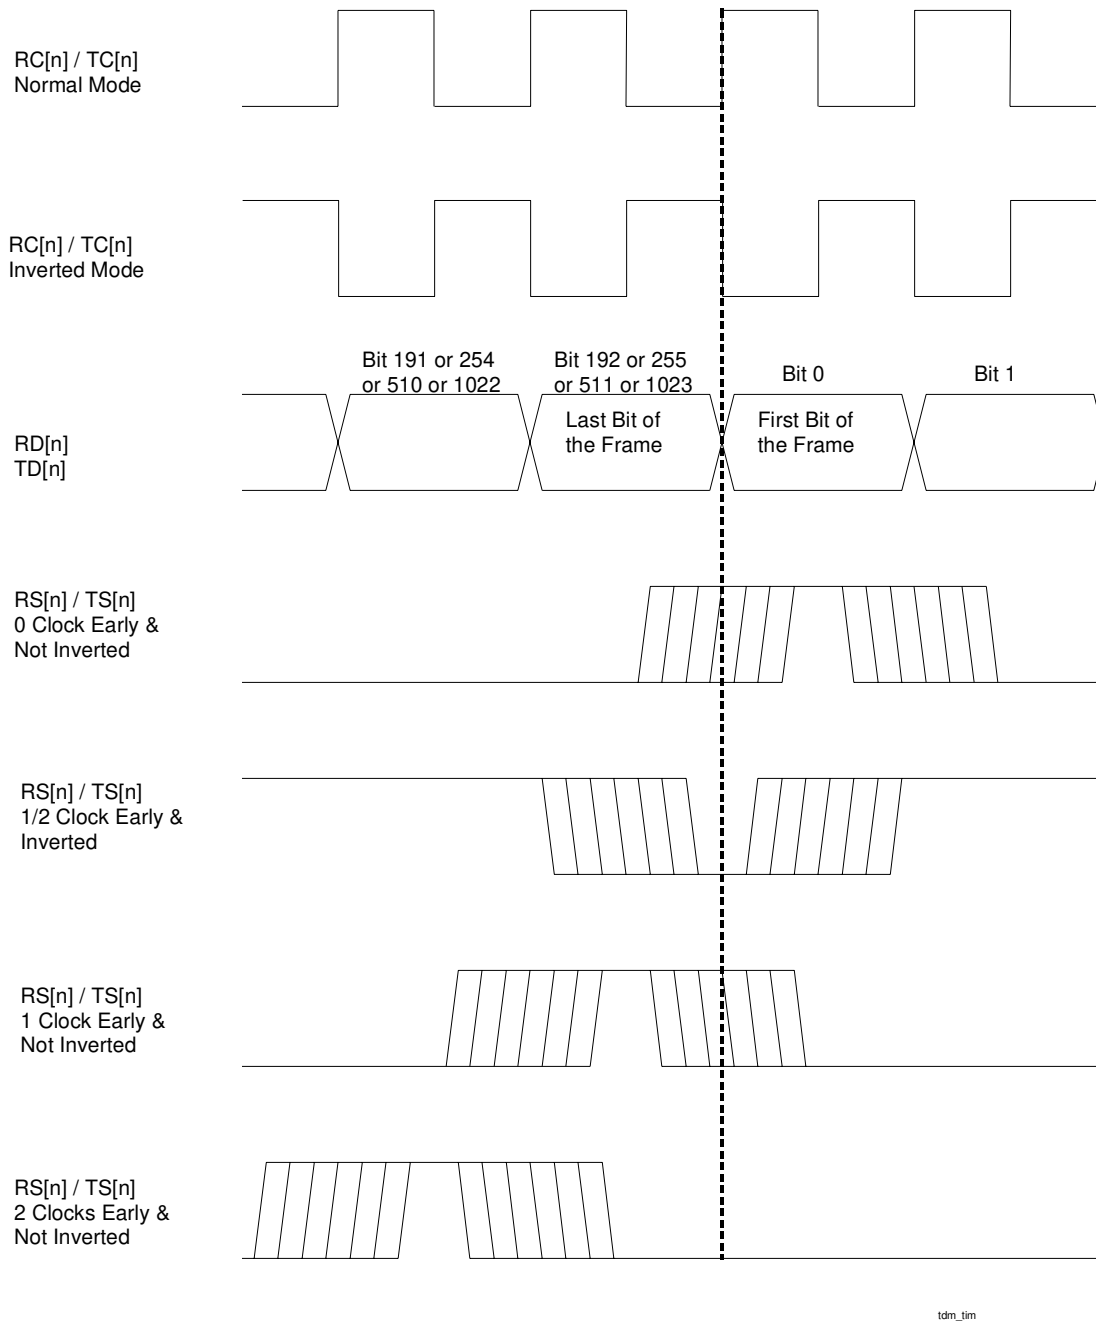 RC[n] / TC[n]
Normal Mode
RC[n] / TC[n]
Inverted Mode
Bit 191 or 254
or 510 or 1022
Bit 192 or 255
or 511 or 1023
Bit 0
Bit 1
RD[n]
TD[n]
Last Bit of
the Frame
First Bit of
the Frame
RS[n] / TS[n]
0 Clock Early &
Not Inverted
RS[n] / TS[n]
1/2 Clock Early &
Inverted
RS[n] / TS[n]
1 Clock Early &
Not Inverted
RS[n] / TS[n]
2 Clocks Early &
Not Inverted
tdm_tim